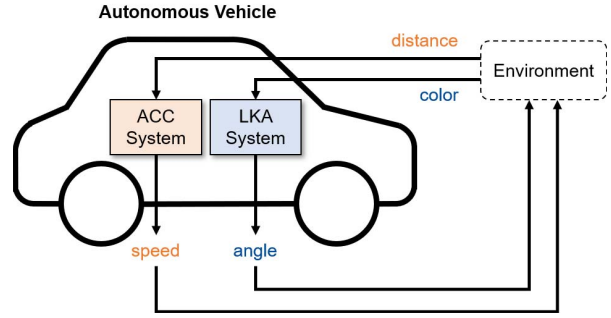 Autonomous Vehicle
distance
Environment
color
ACC
System
LKA
System
speed
angle